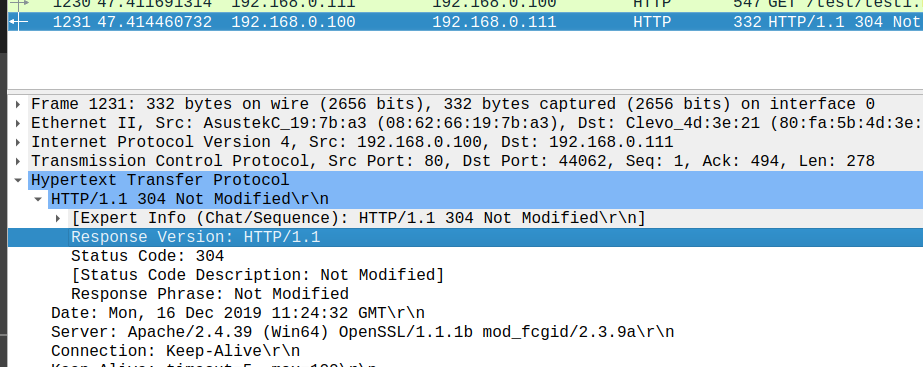 1230 47.411691314 192.168.0.111 192.168.0.100 HTTP 547 GET /test/test1.
1231 47.414460732 192.168.0.100 192.168.0.111 HTTP 332 HTTP/1.1 304 Not
Frame 1231: 332 bytes on wire (2656 bits), 332 bytes captured (2656 bits) on interface 0
Ethernet II, Src: AsustekC_19:7b:a3 (08:62:66:19:7b:a3), Dst: Clevo_4d:3e:21 (80:fa:5b:4d:3e:
Internet Protocol Version 4, Src: 192.168.0.100, Dst: 192.168.0.111
Transmission Control Protocol, Src Port: 80, Dst Port: 44062, Seq: 1, Ack: 494, Len: 278
Hypertext Transfer Protocol
HTTP/1.1 304 Not Modified\r\n
[Expert Info (Chat/Sequence): HTTP/1.1 304 Not Modified\r\n]
Response Version: HTTP/1.1
Status Code: 304
[Status Code Description: Not Modified]
Response Phrase: Not Modified
Date: Mon, 16 Dec 2019 11:24:32 GMT\r\n
Server: Apache/2.4.39 (Win64) OpenSSL/1.1.1b mod_fcgid/2.3.9a\r\n
Connection: Keep-Alive\r\n
Keep-Alive: timeout=5, max=100\r\n